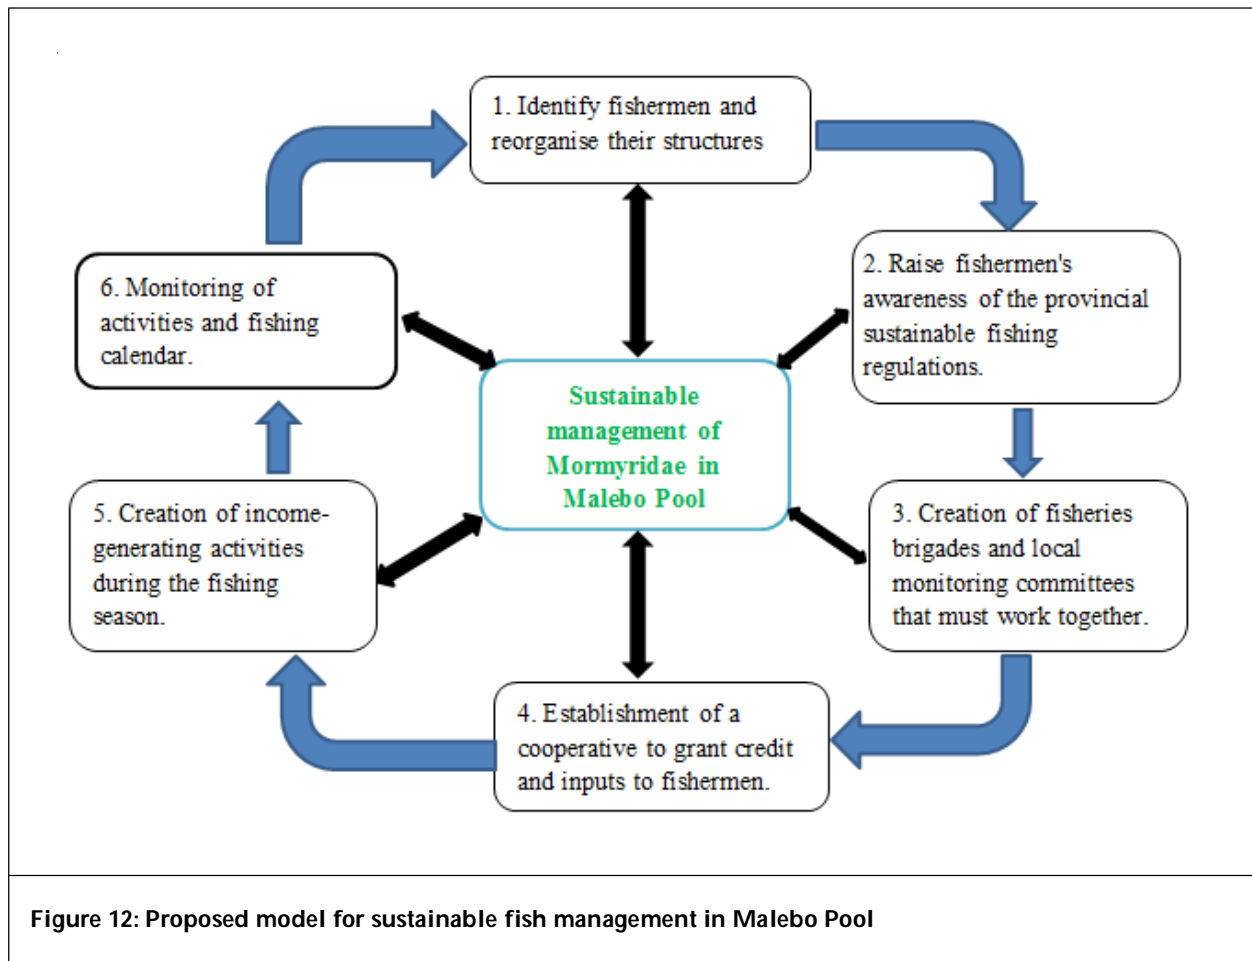 1. Identify fishermen and
reorganise their structures
2. Raise fishermen's
awareness of the provincial
sustainable fishing
regulations.
3. Creation of fisheries
brigades and local
monitoring committees
that must work together.
4. Establishment of a
cooperative to grant credit
and inputs to fishermen.
5. Creation of income-
generating activities
during the fishing
season.
6. Monitoring of
activities and fishing
calendar.
Sustainable
management of
Mormyridae in
Malebo Pool
Figure 12: Proposed model for sustainable fish management in Malebo Pool